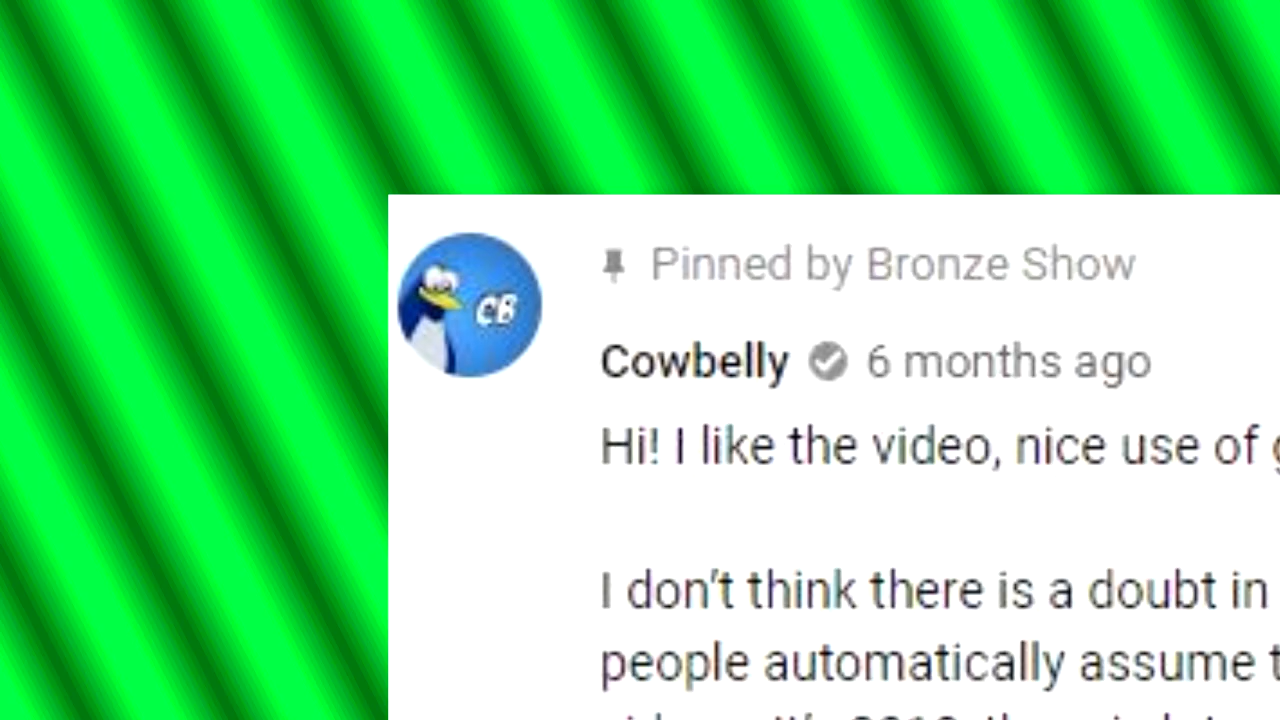 CB
Pinned by Bronze Show
Cowbelly 6 months ago
Hi! I like the video, nice use of
I don't think there is a doubt in
people automatically assume